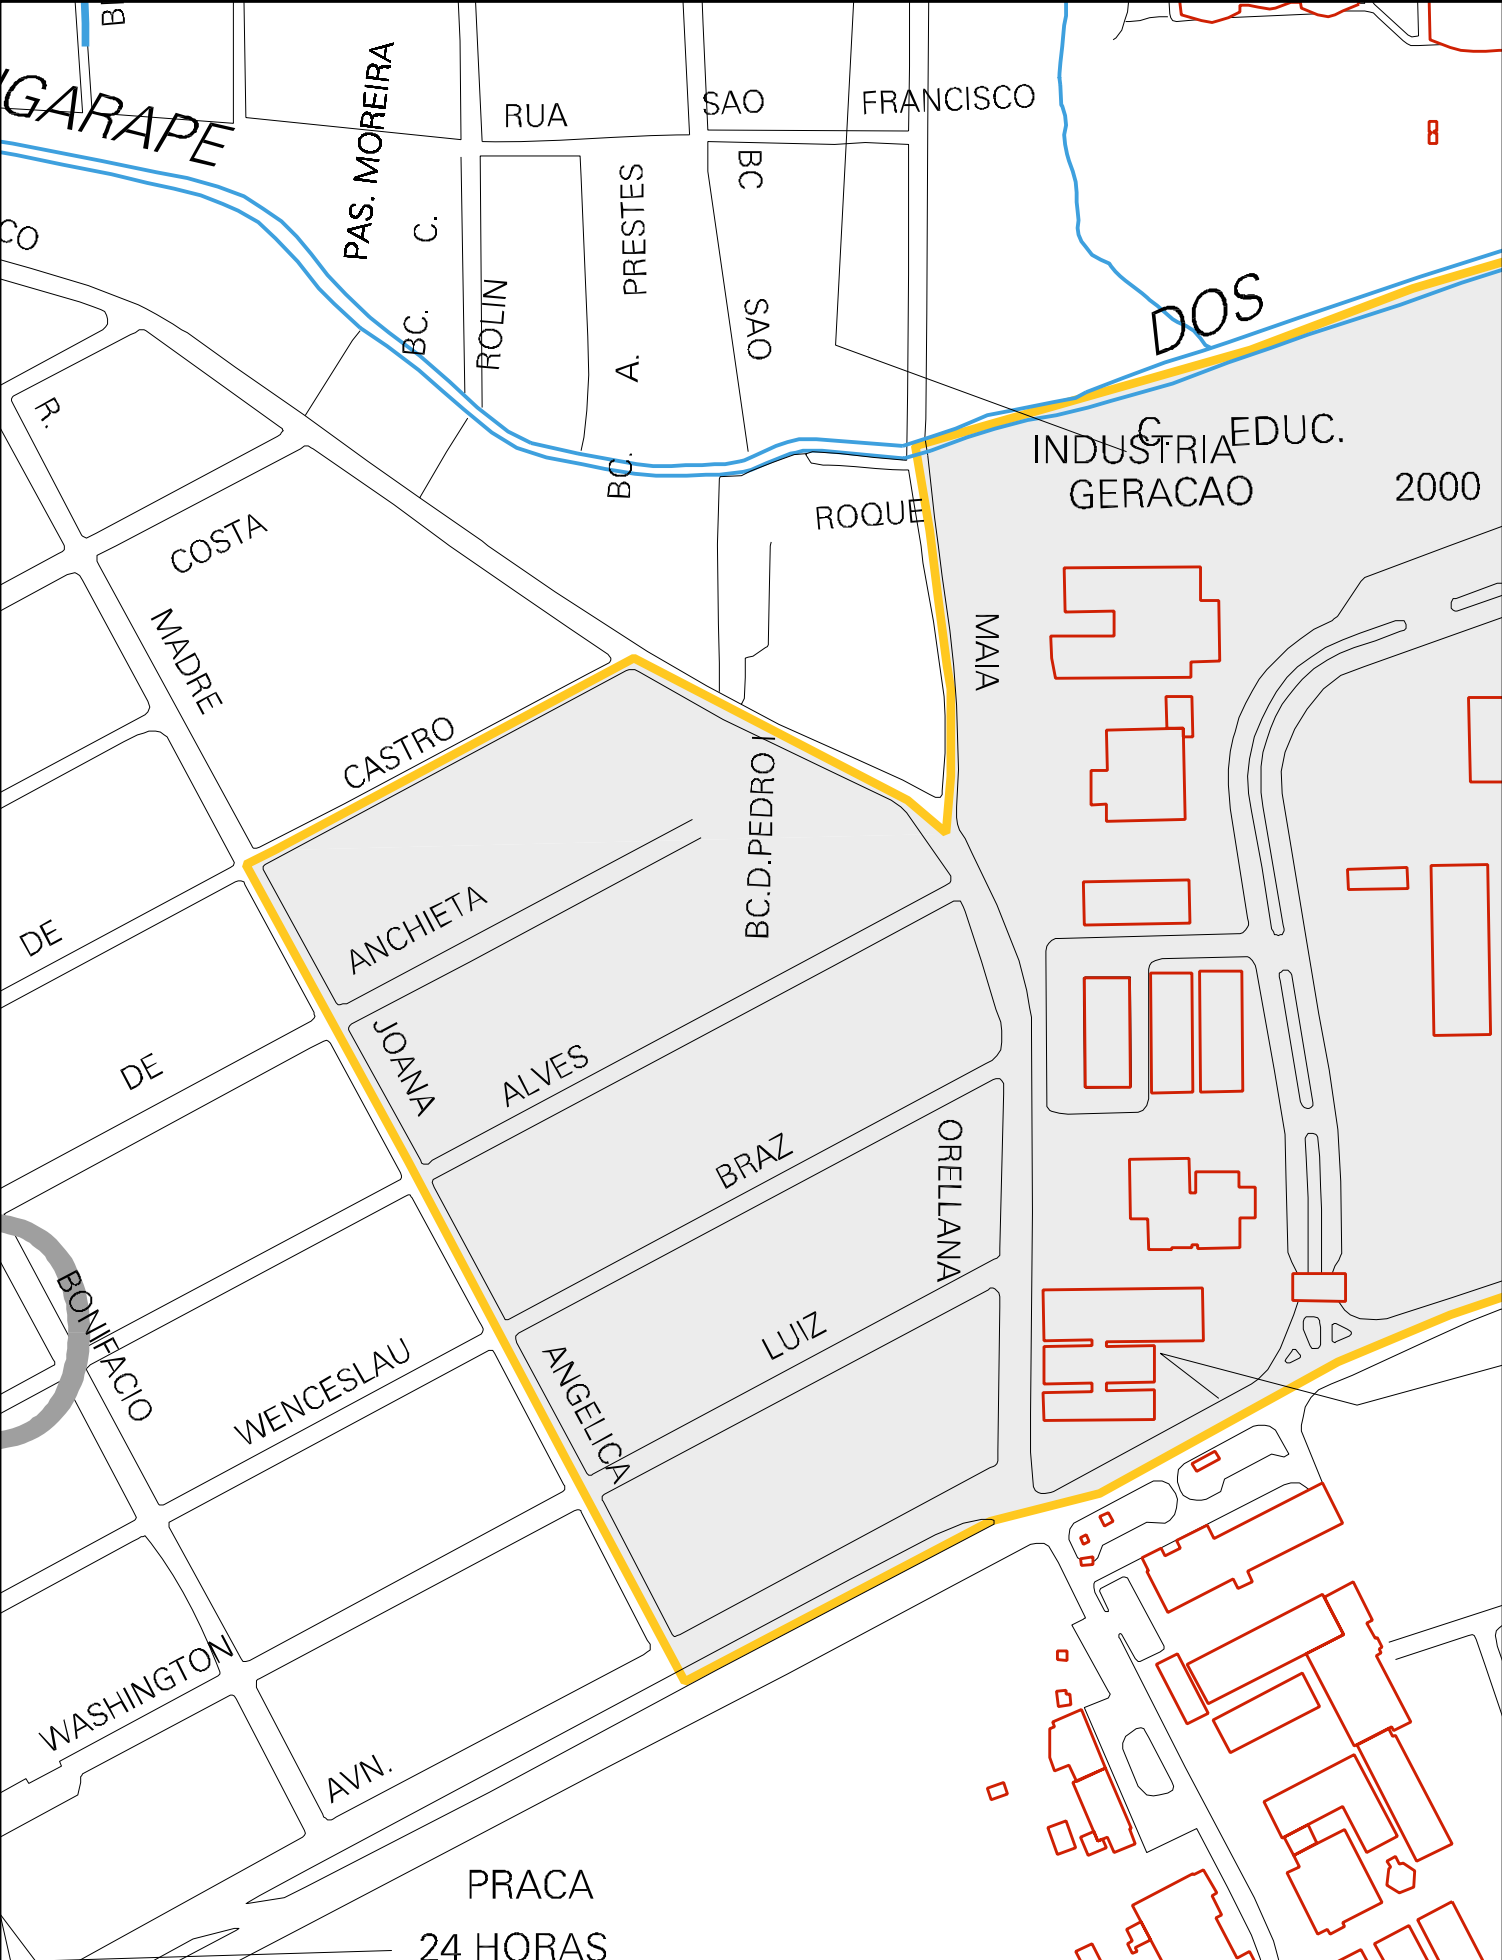 IGARAPE
PAS. MOREIRA
RUA
SAO
FRANCISCO
C.
BC.
ROLIN
PRESTES
A.
BC.
BC
SAO
DOS
R.
COSTA
MADRE
CASTRO
ROQUE
MAIA
C. EDUC.
INDUSTRIA
GERACAO 2000
BC.D.PEDRO I
ANCHIETA
DE
DE
JOANA
ALVES
BRAZ
ORELLANA
LUIZ
ANGELICA
BONIFACIO
WENCESLAU
WASHINGTON
AVN.
PRACA
24 HORAS